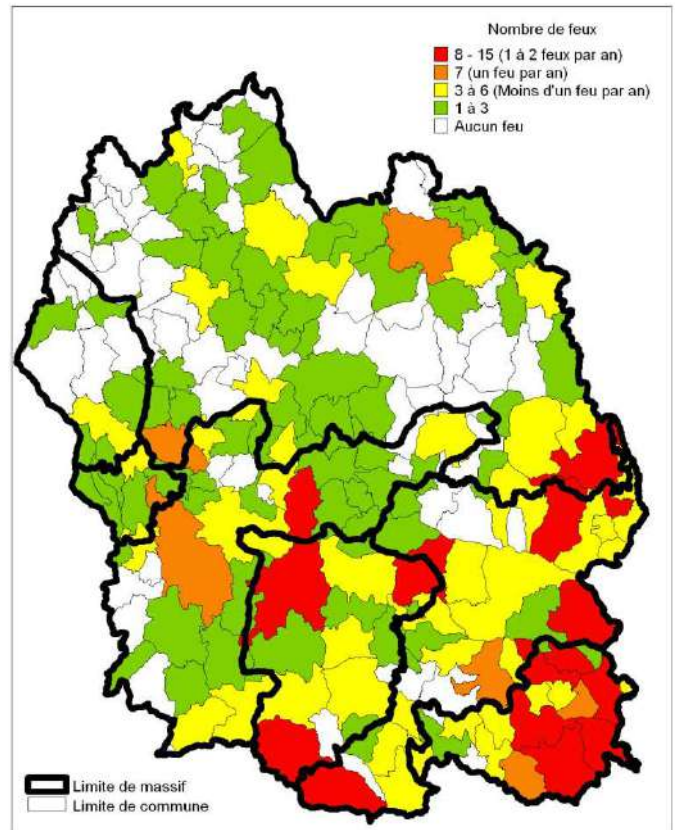 Nombre de feux
8 - 15 (1 à 2 feux par an)
7 (un feu par an)
3 à 6 (Moins d'un feu par an)
1 à 3
Aucun feu
Limite de massif
Limite de commune